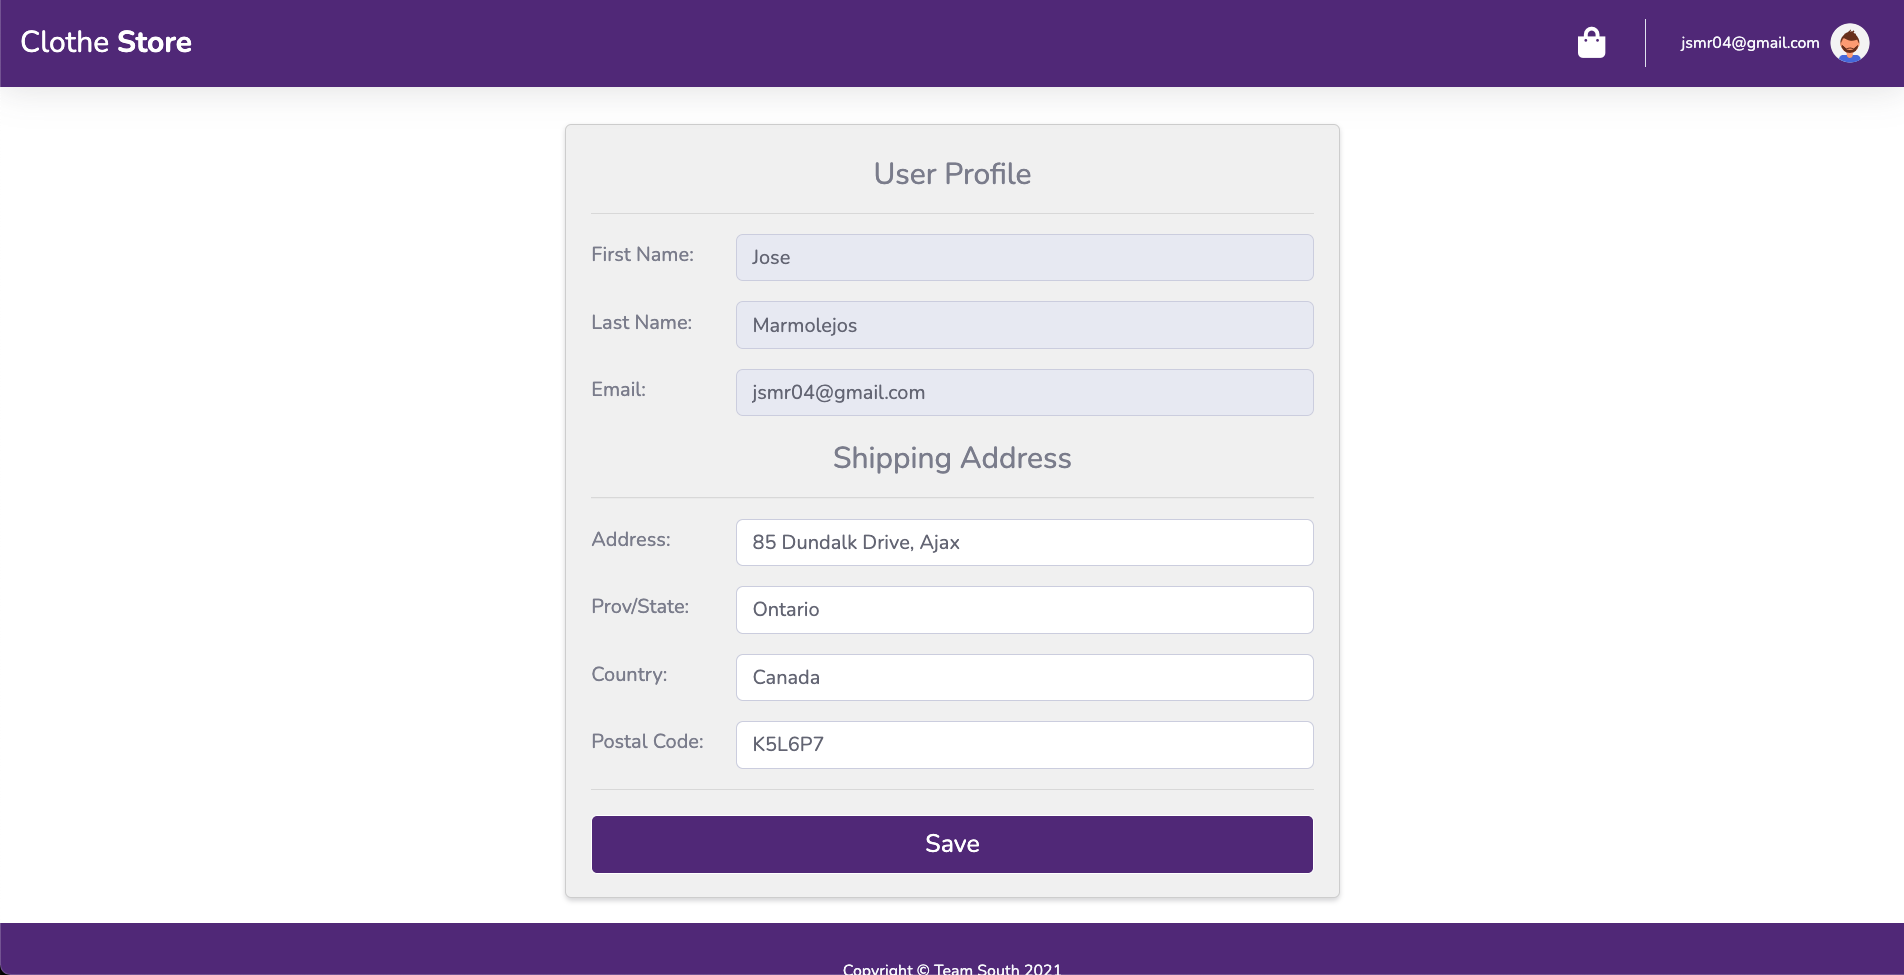 Clothe Store
jsmr04@gmail.com
User Profile
First Name: Jose
Last Name: Marmolejos
Email: jsmr04@gmail.com
Shipping Address
Address: 85 Dundalk Drive, Ajax
Prov/State: Ontario
Country: Canada
Postal Code: K5L6P7
Save
Copyright © Team South 2021